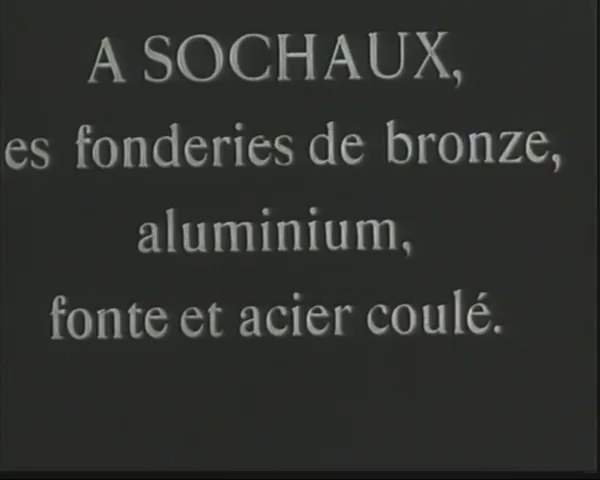 A SOCHAUX,
es fonderies de bronze,
aluminium,
fonte et acier coulé.